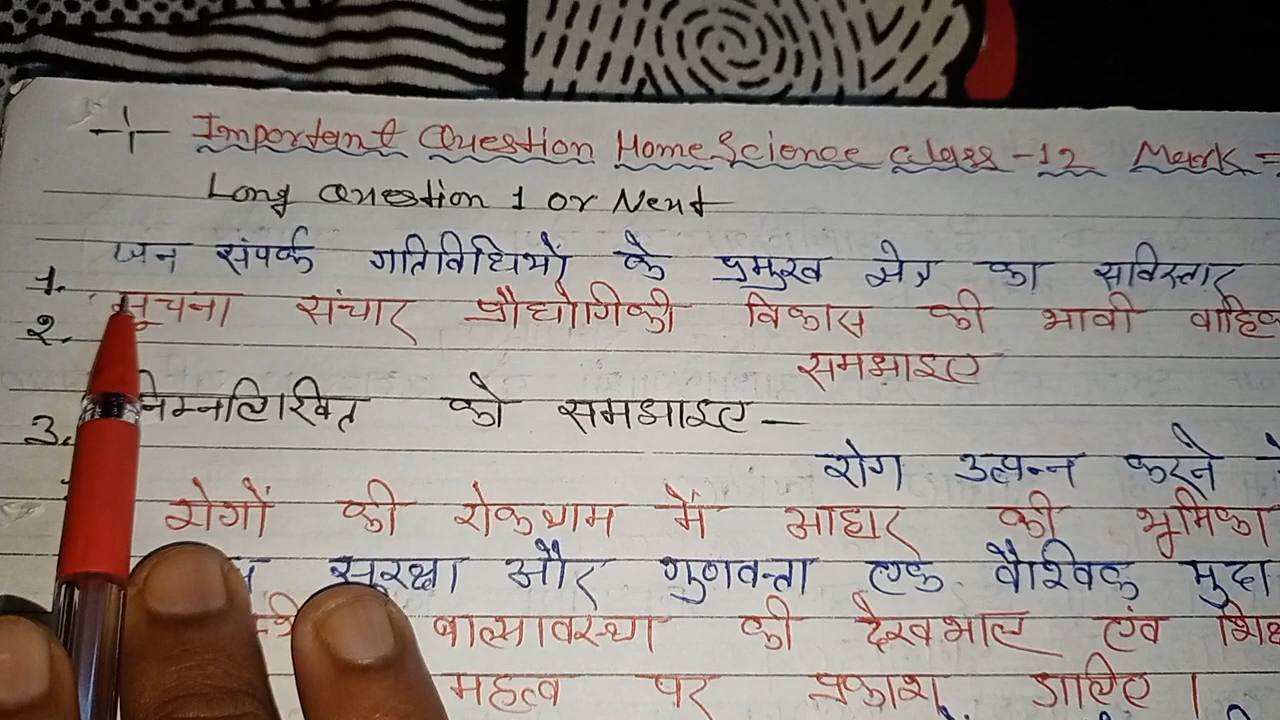 Important Question Home Science Class-12 Mark =
Long Question 1 or Next
1. जन संपर्क गतिविधियों के प्रमुख क्षेत्र का सविस्तार
2. सूचना संचार प्रौद्योगिकी विकास की भावी
समझाइए
3. निम्नलिखित को समझाइए-
रोग उत्पन्न करने
रोगों की रोकथाम में आहार की भूमिका
सुरक्षा और गुणवत्ता एक वैश्विक मुद्दा
बाल्यावस्था की देखभाल एंव
महत्व पर प्रकाश डालिए।